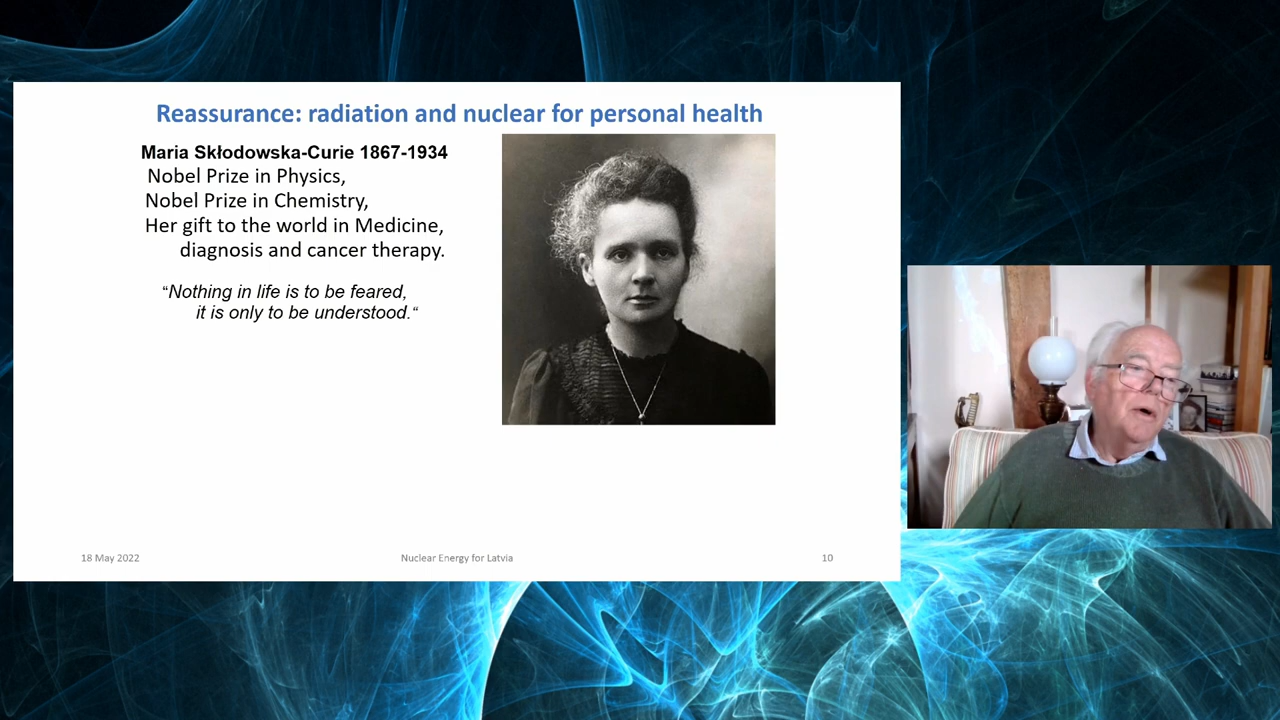 Reassurance: radiation and nuclear for personal health
Maria Skłodowska-Curie 1867-1934
Nobel Prize in Physics,
Nobel Prize in Chemistry,
Her gift to the world in Medicine,
diagnosis and cancer therapy.
“Nothing in life is to be feared,
it is only to be understood.“
18 May 2022
Nuclear Energy for Latvia
10